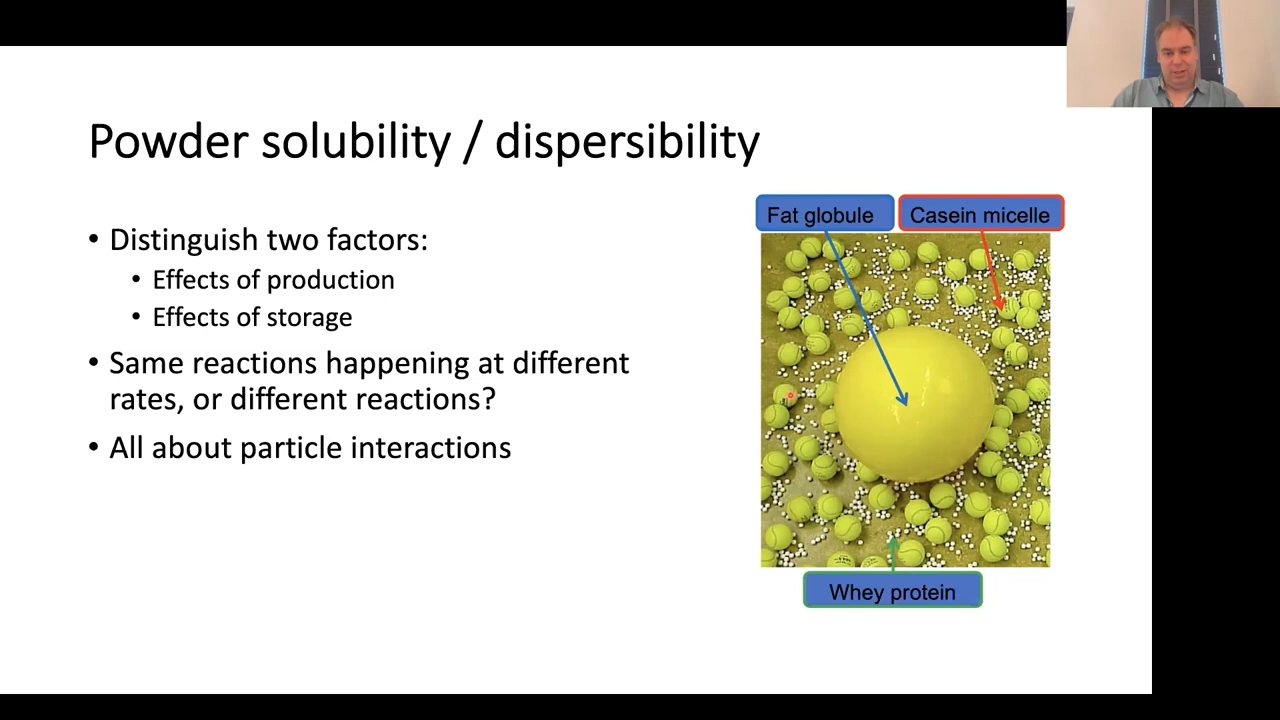 Powder solubility / dispersibility
• Distinguish two factors:
• Effects of production
• Effects of storage
• Same reactions happening at different
rates, or different reactions?
• All about particle interactions
Fat globule
Casein micelle
Whey protein